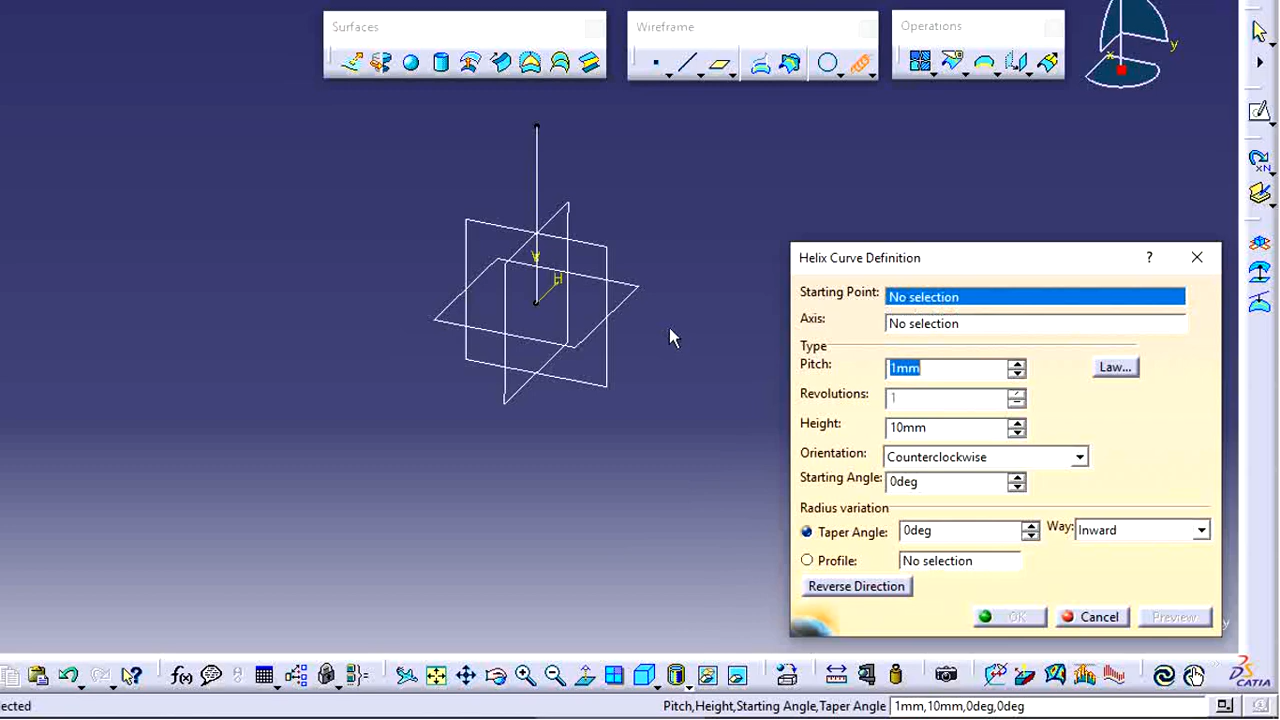 Surfaces
Wireframe
Operations
x
y
V
H
Helix Curve Definition
?
Starting Point:
No selection
Axis:
No selection
Type
Pitch:
1mm
Law...
Revolutions:
1
Height:
10mm
Orientation:
Counterclockwise
Starting Angle:
0deg
Radius variation
Taper Angle:
0deg
Way:
Inward
Profile:
No selection
Reverse Direction
OK
Cancel
Preview
y
f(x)
xN
CATIA
ected
Pitch,Height,Starting Angle,Taper Angle
1mm,10mm,0deg,0deg